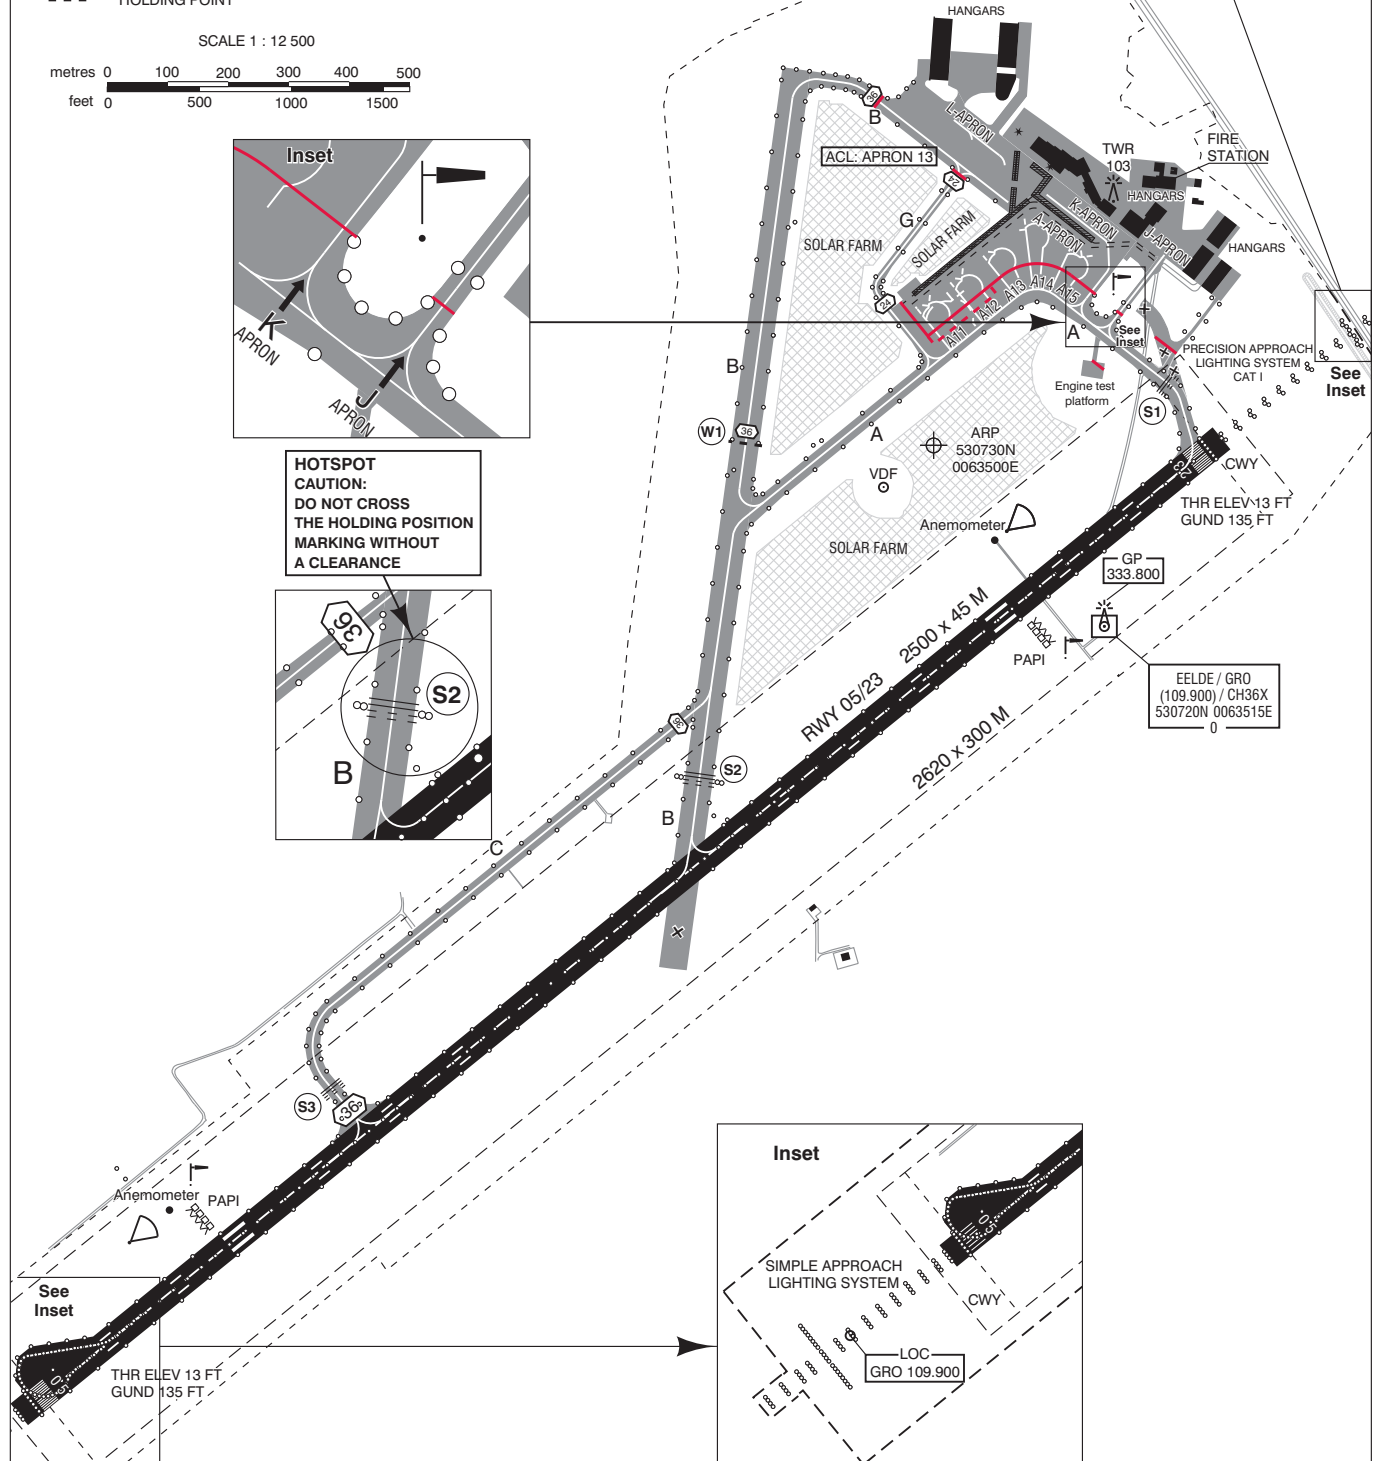 HOLDING POINT
SCALE 1 : 12 500
metres 0 100 200 300 400 500
feet 0 500 1000 1500
Inset
K
APRON
J
APRON
HANGARS
36
B
L-APRON
ACL: APRON 13
24
TWR
103
FIRE
STATION
HANGARS
K-APRON
J-APRON
HANGARS
G
SOLAR FARM
SOLAR FARM
A-APRON
24
A11
A12
A13
A14
A15
A
See
Inset
PRECISION APPROACH
LIGHTING SYSTEM
CAT I
See
Inset
Engine test
platform
S1
B
W1
36
A
ARP
530730N
0063500E
VDF
SOLAR FARM
Anemometer
23
CWY
THR ELEV 13 FT
GUND 135 FT
GP
333.800
PAPI
EELDE / GRO
(109.900) / CH36X
530720N 0063515E
0
HOTSPOT
CAUTION:
DO NOT CROSS
THE HOLDING POSITION
MARKING WITHOUT
A CLEARANCE
36
S2
B
RWY 05/23 2500 x 45 M
2620 x 300 M
36
S2
B
C
S3
36
Anemometer
PAPI
See
Inset
05
THR ELEV 13 FT
GUND 135 FT
Inset
05
SIMPLE APPROACH
LIGHTING SYSTEM
CWY
LOC
GRO 109.900